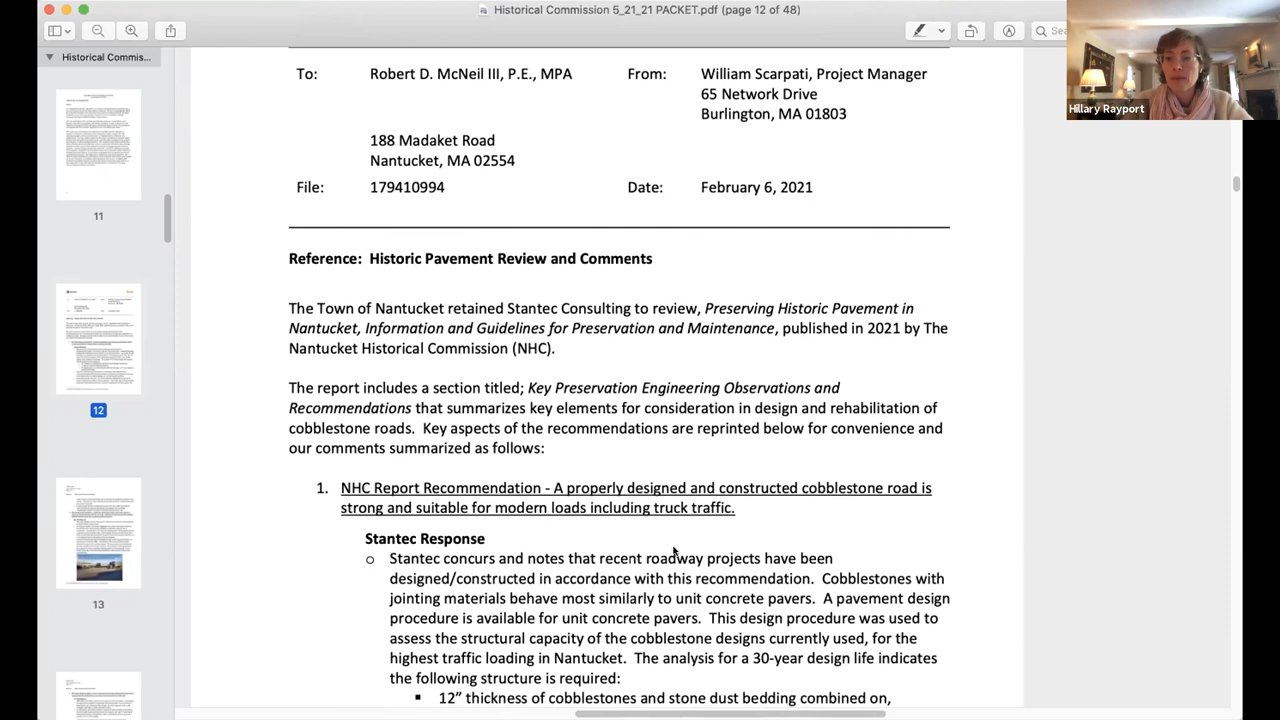 Historical Commission 5_21_21 PACKET.pdf (page 12 of 48)
Historical Commis...
Hillary Rayport
11
12
13
To: Robert D. McNeil III, P.E., MPA From: William Scarpati, Project Manager
65 Network Drive
Burlington, MA 01803
188 Madaket Road
Nantucket, MA 02554
File: 179410994 Date: February 6, 2021
Reference: Historic Pavement Review and Comments
The Town of Nantucket retained Stantec Consulting to review, Preserving Historic Pavement in
Nantucket, Information and Guidelines for Preservation and Maintenance published in 2021 by The
Nantucket Historical Commission (NHC).
The report includes a section titled; Key Preservation Engineering Observations and
Recommendations that summarizes key elements for consideration in design and rehabilitation of
cobblestone roads. Key aspects of the recommendations are reprinted below for convenience and
our comments summarized as follows:
1. NHC Report Recommendation - A properly designed and constructed cobblestone road is
strong and suitable for modern loads including truck traffic.
Stantec Response
o Stantec concurs and notes that recent roadway projects have been
designed/constructed in accordance with this recommendation. Cobblestones with
jointing materials behave most similarly to unit concrete pavers. A pavement design
procedure is available for unit concrete pavers. This design procedure was used to
assess the structural capacity of the cobblestone designs currently used, for the
highest traffic loading in Nantucket. The analysis for a 30-year design life indicates
the following structure is required:
▪ 12” thick cobblestone and stone dust bed